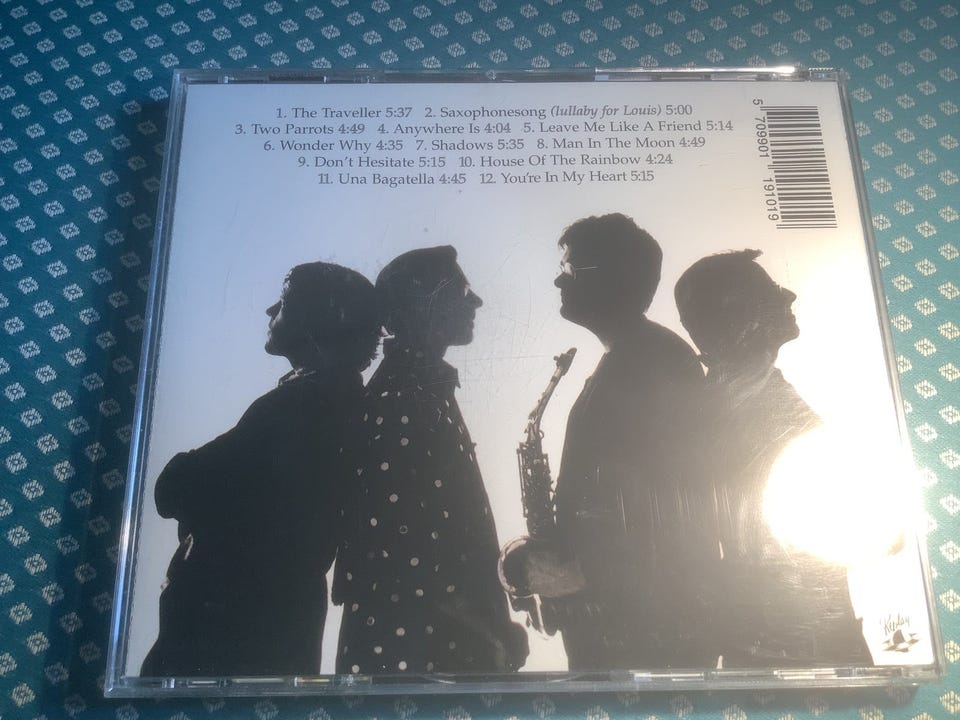 1. The Traveller 5:37 2. Saxophonesong (lullaby for Louis) 5:00
3. Two Parrots 4:49 4. Anywhere Is 4:04 5. Leave Me Like A Friend 5:14
6. Wonder Why 4:35 7. Shadows 5:35 8. Man In The Moon 4:49
9. Don't Hesitate 5:15 10. House Of The Rainbow 4:24
11. Una Bagatella 4:45 12. You're In My Heart 5:15
5 709901 191019
Replay